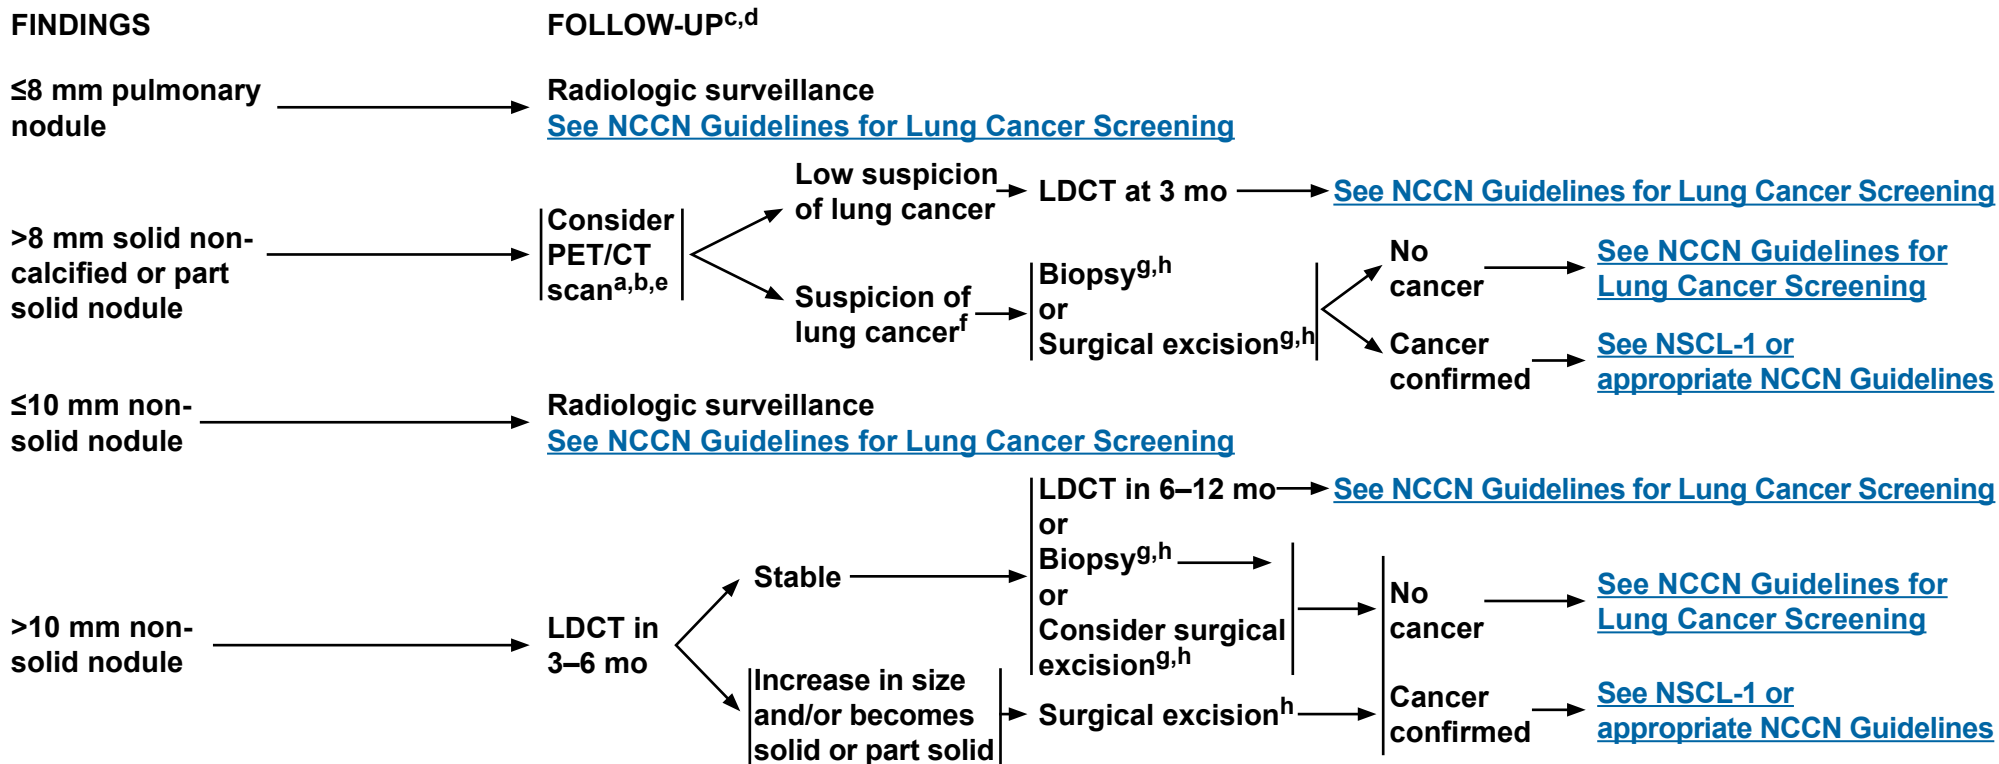 FINDINGS
FOLLOW-UPc,d
≤8 mm pulmonary
nodule
Radiologic surveillance
See NCCN Guidelines for Lung Cancer Screening
>8 mm solid non-
calcified or part
solid nodule
Consider
PET/CT
scana,b,e
Low suspicion
of lung cancer
LDCT at 3 mo
See NCCN Guidelines for Lung Cancer Screening
Suspicion of
lung cancerf
Biopsyg,h
or
Surgical excisiong,h
No
cancer
See NCCN Guidelines for
Lung Cancer Screening
Cancer
confirmed
See NSCL-1 or
appropriate NCCN Guidelines
≤10 mm non-
solid nodule
Radiologic surveillance
See NCCN Guidelines for Lung Cancer Screening
>10 mm non-
solid nodule
LDCT in
3–6 mo
Stable
LDCT in 6–12 mo
See NCCN Guidelines for Lung Cancer Screening
or
Biopsyg,h
or
Consider surgical
excisiong,h
Increase in size
and/or becomes
solid or part solid
Surgical excisionh
No
cancer
See NCCN Guidelines for
Lung Cancer Screening
Cancer
confirmed
See NSCL-1 or
appropriate NCCN Guidelines